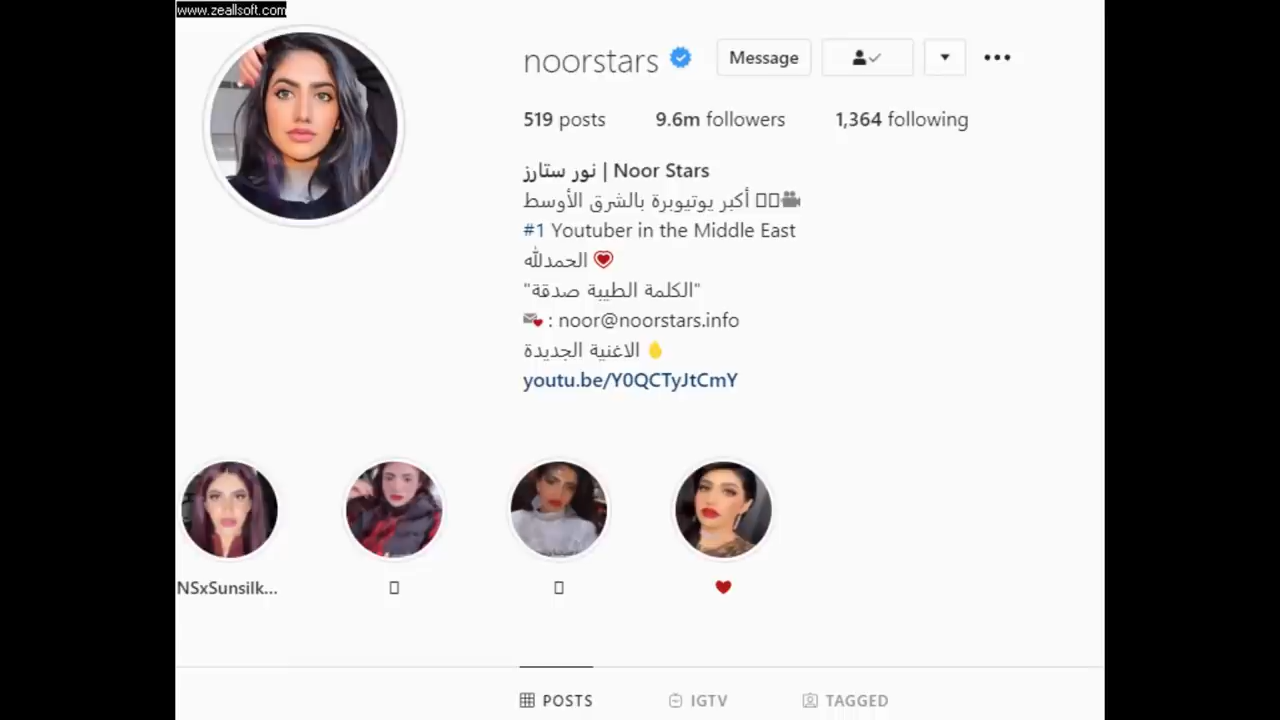 www.zeallsoft.com
noorstars
Message
519 posts 9.6m followers 1,364 following
نور ستارز | Noor Stars
أكبر يوتيوبرة بالشرق الأوسط
#1 Youtuber in the Middle East
الحمدلله
"الكلمة الطيبة صدقة"
: noor@noorstars.info
الاغنية الجديدة
youtu.be/Y0QCTyJtCmY
NSxSunsilk...
POSTS IGTV TAGGED